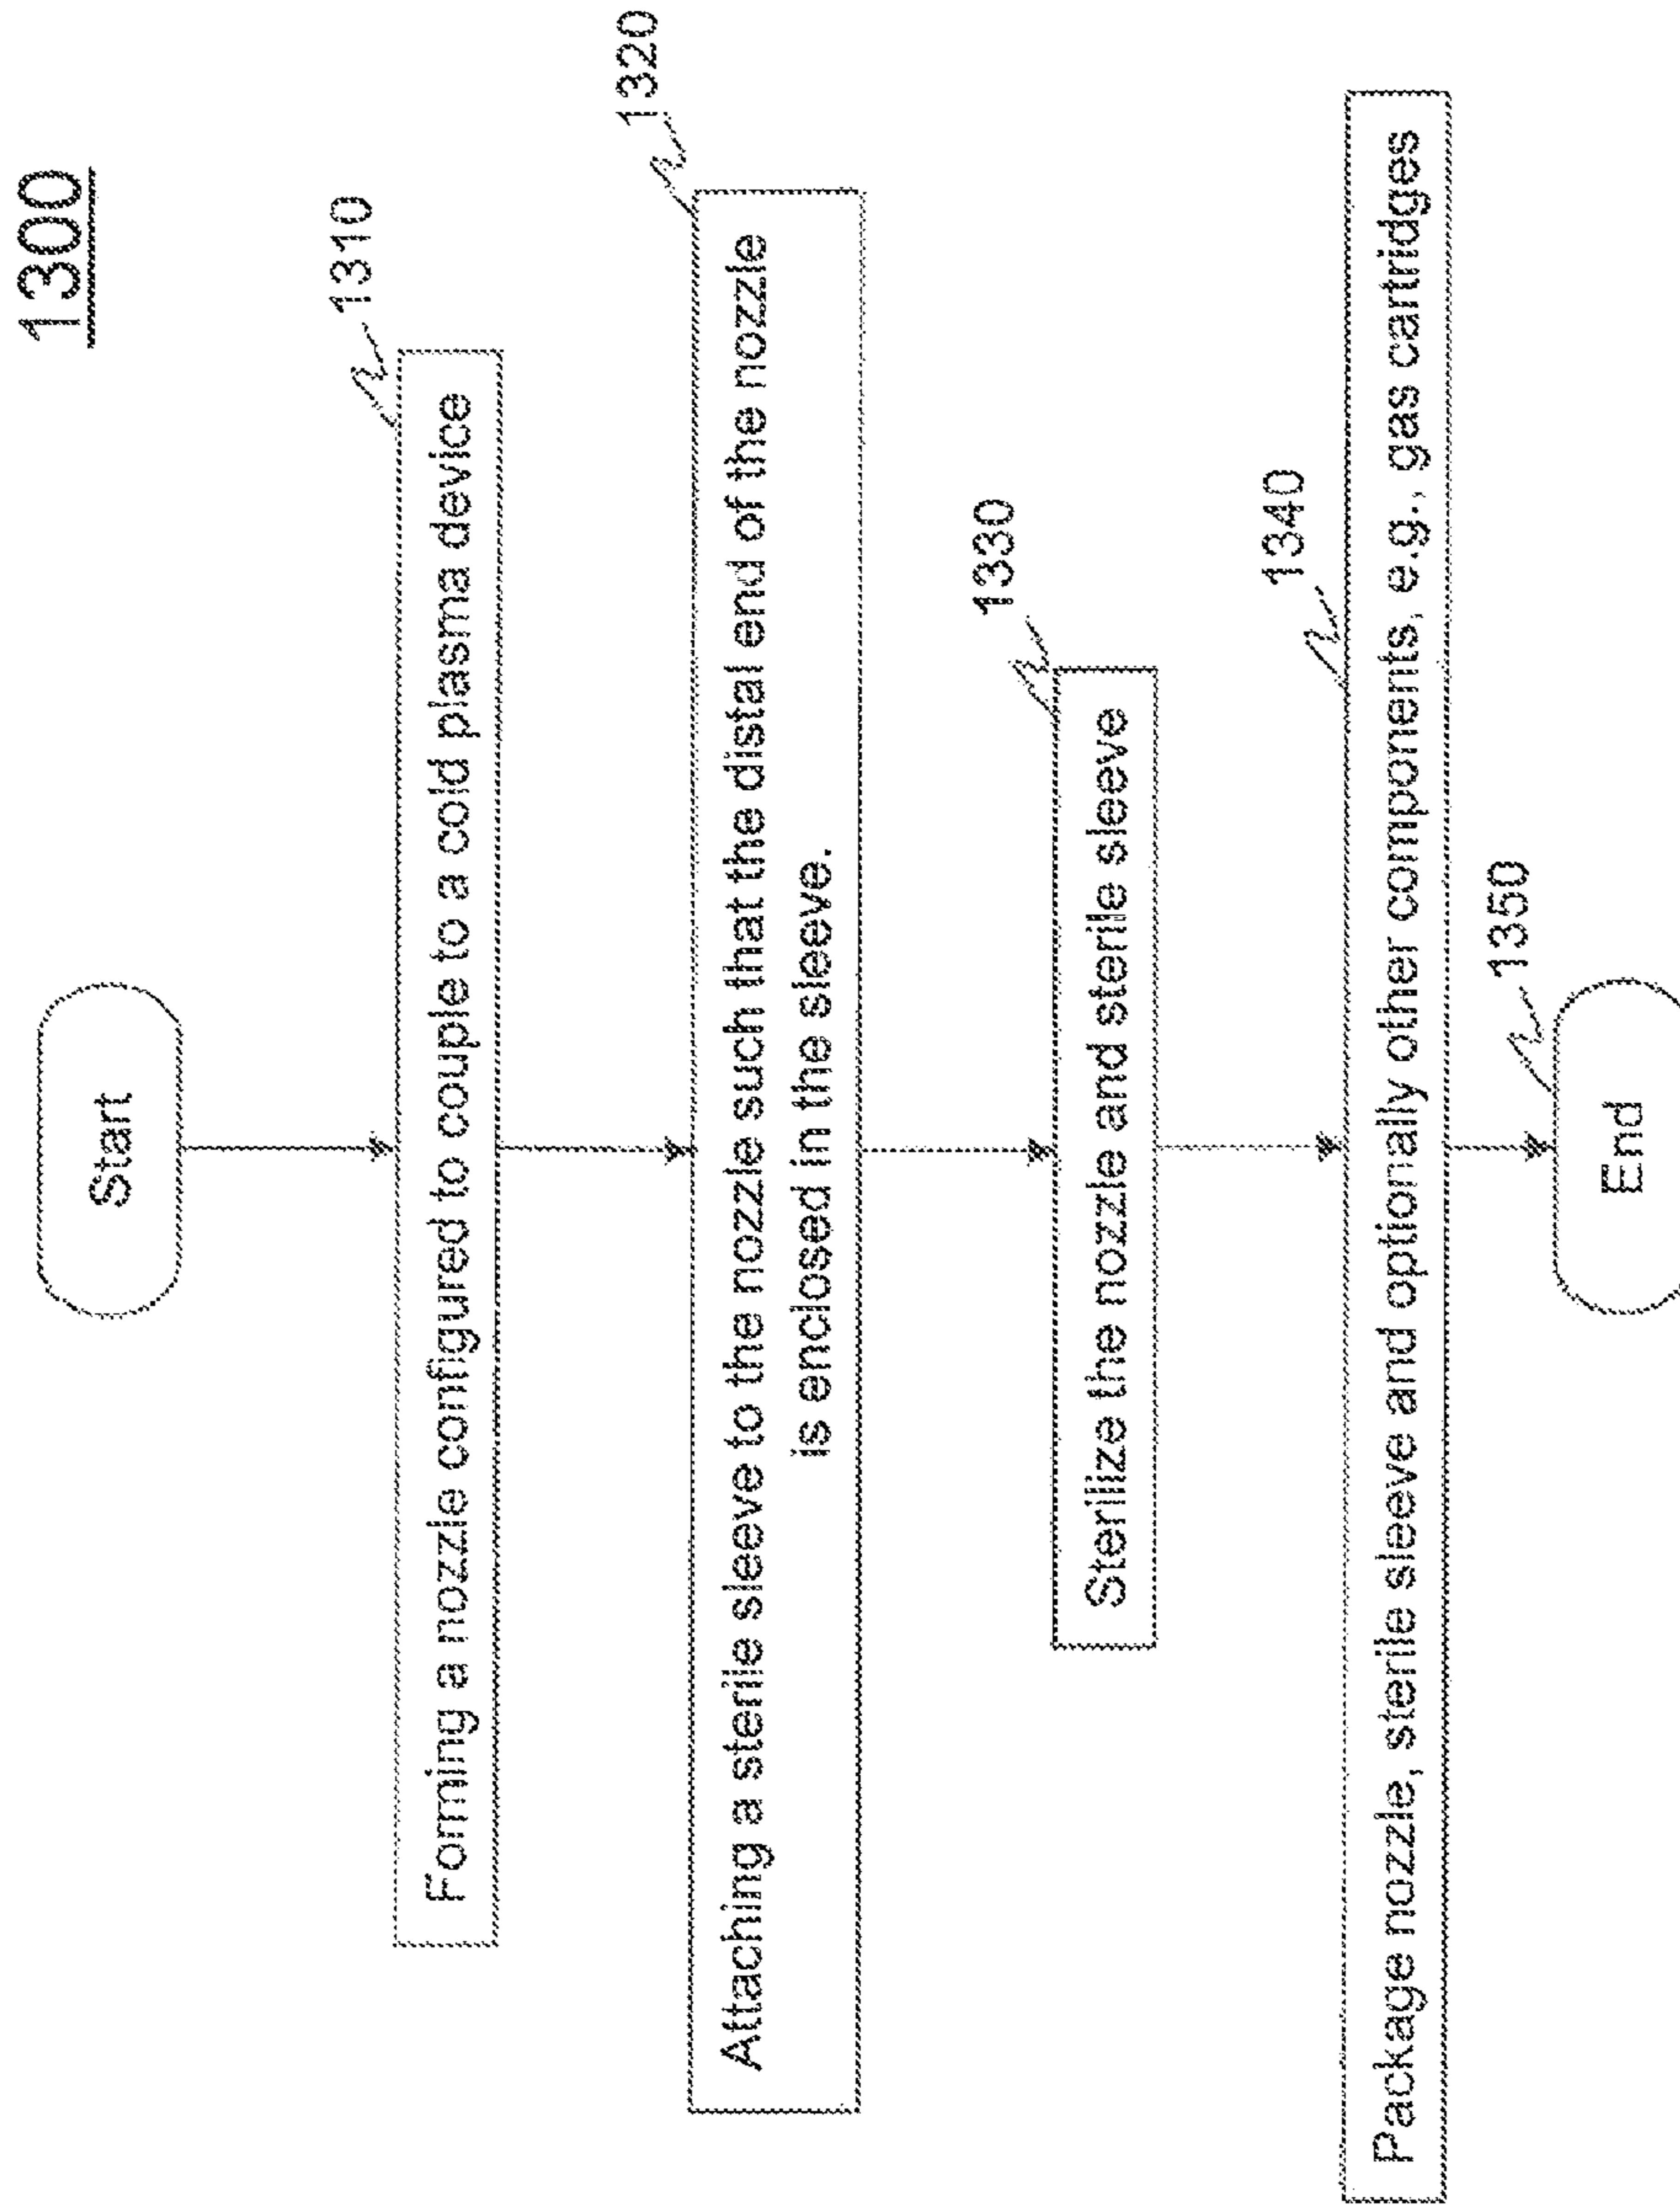 1300
Start
1310
Forming a nozzle configured to couple to a cold plasma device
1320
Attaching a sterile sleeve to the nozzle such that the distal end of the nozzle
is enclosed in the sleeve.
1330
Sterilize the nozzle and sterile sleeve
1340
Package nozzle, sterile sleeve and optionally other components, e.g., gas cartridges
1350
End